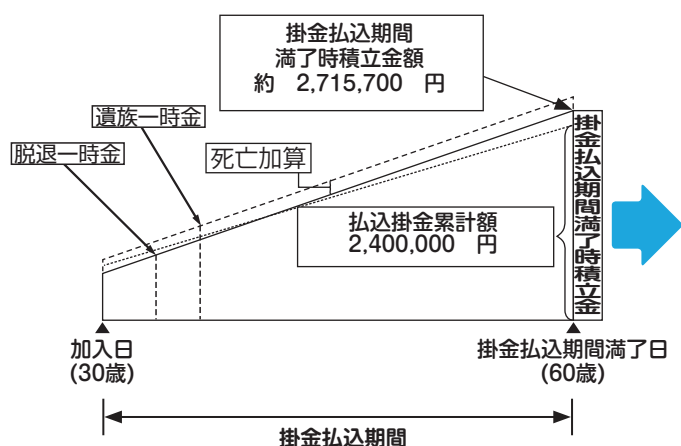 掛金払込期間
満了時積立金額
約 2,715,700 円
遺族一時金
脱退一時金
死亡加算
払込掛金累計額
2,400,000 円
掛金払込期間満了時積立金
加入日
(30歳)
掛金払込期間満了日
(60歳)
掛金払込期間